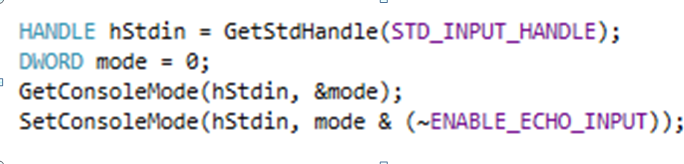 HANDLE hStdin = GetStdHandle(STD_INPUT_HANDLE);
DWORD mode = 0;
GetConsoleMode(hStdin, &mode);
SetConsoleMode(hStdin, mode & (~ENABLE_ECHO_INPUT));